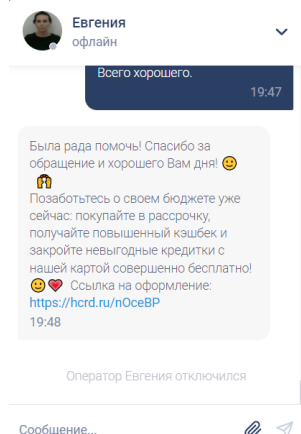 Евгения
офлайн
Всего хорошего.
19:47
Была рада помочь! Спасибо за
обращение и хорошего Вам дня! 🙂
🙌
Позаботьтесь о своем бюджете уже
сейчас: покупайте в рассрочку,
получайте повышенный кэшбек и
закройте невыгодные кредитки с
нашей картой совершенно бесплатно!
🙂❤️ Ссылка на оформление:
https://hcrd.ru/nOceBP
19:48
Оператор Евгения отключился
Сообщение...